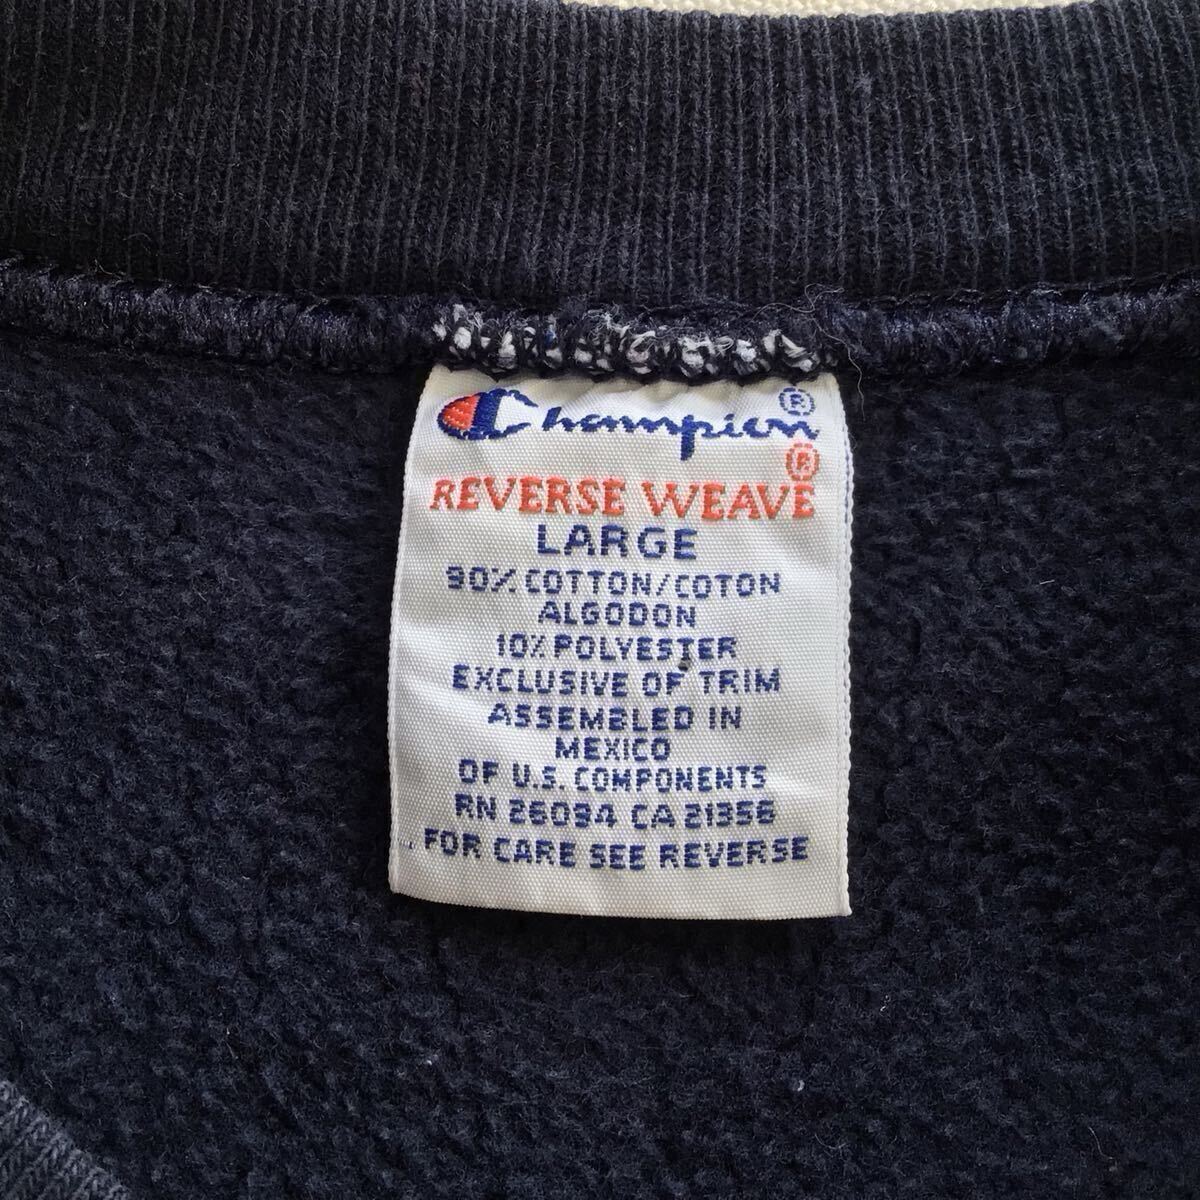 Champion®
REVERSE WEAVE®
LARGE
90% COTTON/COTON
ALGODON
10% POLYESTER
EXCLUSIVE OF TRIM
ASSEMBLED IN
MEXICO
OF U.S. COMPONENTS
RN 26094 CA 21356
... FOR CARE SEE REVERSE